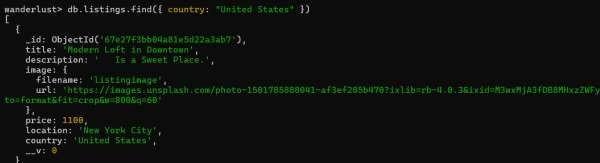 wanderlust> db.listings.find({ country: "United States" })
[
  {
    _id: ObjectId('67e27f3bb04a81e5d22a3ab7'),
    title: 'Modern Loft in Downtown',
    description: '   Is a Sweet Place.',
    image: {
      filename: 'listingimage',
      url: 'https://images.unsplash.com/photo-1501785888041-af3ef285b470?ixlib=rb-4.0.3&ixid=M3wxMjA3fDB8MHxzZWFy
to=format&fit=crop&w=800&q=60'
    },
    price: 1100,
    location: 'New York City',
    country: 'United States',
    __v: 0
  }